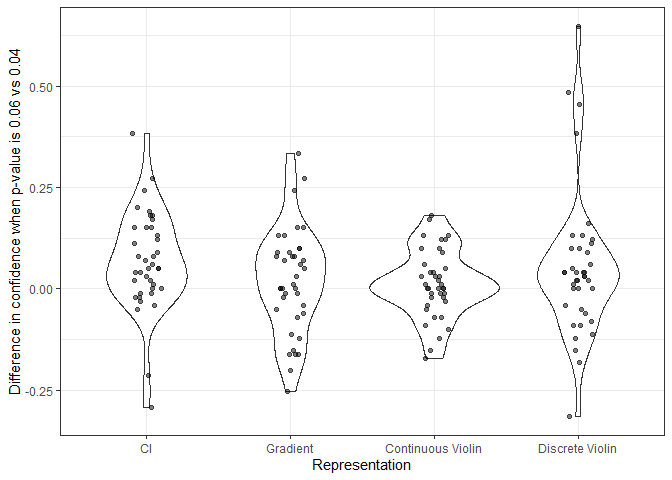 Difference in confidence when p-value is 0.06 vs 0.04
0.50
0.25
0.00
-0.25
CI
Gradient
Continuous Violin
Discrete Violin
Representation